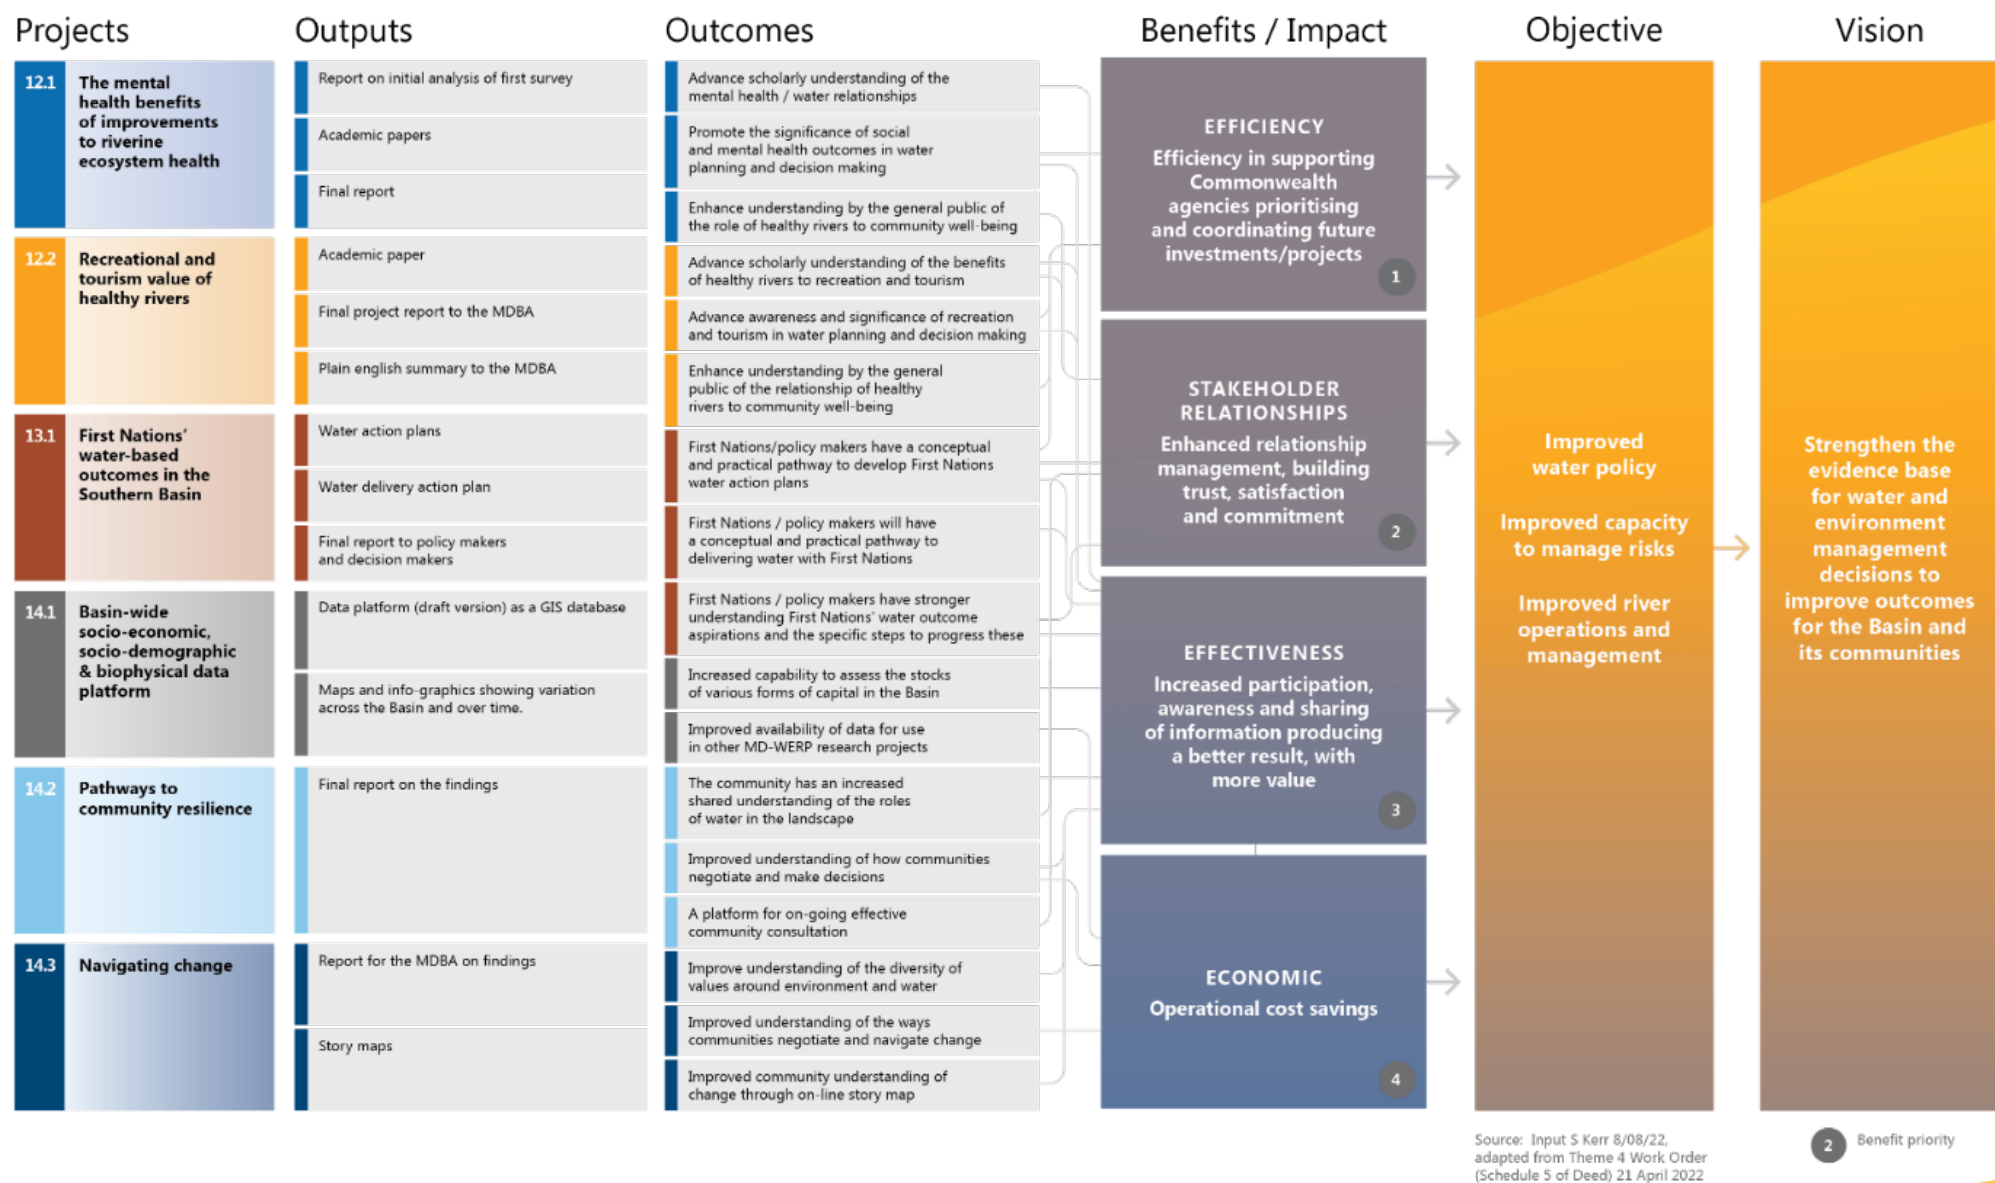 Projects
Outputs
Outcomes
Benefits / Impact
Objective
Vision
12.1
The mental
health benefits
of improvements
to riverine
ecosystem health
12.2
Recreational and
tourism value of
healthy rivers
13.1
First Nations'
water-based
outcomes in the
Southern Basin
14.1
Basin-wide
socio-economic,
socio-demographic
& biophysical data
platform
14.2
Pathways to
community resilience
14.3
Navigating change
Report on initial analysis of first survey
Academic papers
Final report
Academic paper
Final project report to the MDBA
Plain english summary to the MDBA
Water action plans
Water delivery action plan
Final report to policy makers
and decision makers
Data platform (draft version) as a GIS database
Maps and info-graphics showing variation
across the Basin and over time.
Final report on the findings
Report for the MDBA on findings
Story maps
Advance scholarly understanding of the
mental health / water relationships
Promote the significance of social
and mental health outcomes in water
planning and decision making
Enhance understanding by the general public of
the role of healthy rivers to community well-being
Advance scholarly understanding of the benefits
of healthy rivers to recreation and tourism
Advance awareness and significance of recreation
and tourism in water planning and decision making
Enhance understanding by the general
public of the relationship of healthy
rivers to community well-being
First Nations/policy makers have a conceptual
and practical pathway to develop First Nations
water action plans
First Nations / policy makers will have
a conceptual and practical pathway to
delivering water with First Nations
First Nations / policy makers have stronger
understanding First Nations' water outcome
aspirations and the specific steps to progress these
Increased capability to assess the stocks
of various forms of capital in the Basin
Improved availability of data for use
in other MD-WERP research projects
The community has an increased
shared understanding of the roles
of water in the landscape
Improved understanding of how communities
negotiate and make decisions
A platform for on-going effective
community consultation
Improve understanding of the diversity of
values around environment and water
Improved understanding of the ways
communities negotiate and navigate change
Improved community understanding of
change through on-line story map
EFFICIENCY
Efficiency in supporting
Commonwealth
agencies prioritising
and coordinating future
investments/projects
1
STAKEHOLDER
RELATIONSHIPS
Enhanced relationship
management, building
trust, satisfaction
and commitment
2
EFFECTIVENESS
Increased participation,
awareness and sharing
of information producing
a better result, with
more value
3
ECONOMIC
Operational cost savings
4
Improved
water policy
Improved capacity
to manage risks
Improved river
operations and
management
Strengthen the
evidence base
for water and
environment
management
decisions to
improve outcomes
for the Basin and
its communities
Source: Input S Kerr 8/08/22,
adapted from Theme 4 Work Order
(Schedule 5 of Deed) 21 April 2022
2
Benefit priority